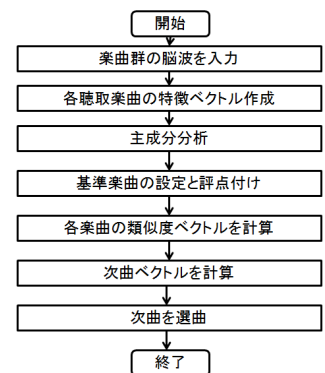 開始
楽曲群の脳波を入力
各聴取楽曲の特徴ベクトル作成
主成分分析
基準楽曲の設定と評点付け
各楽曲の類似度ベクトルを計算
次曲ベクトルを計算
次曲を選曲
終了